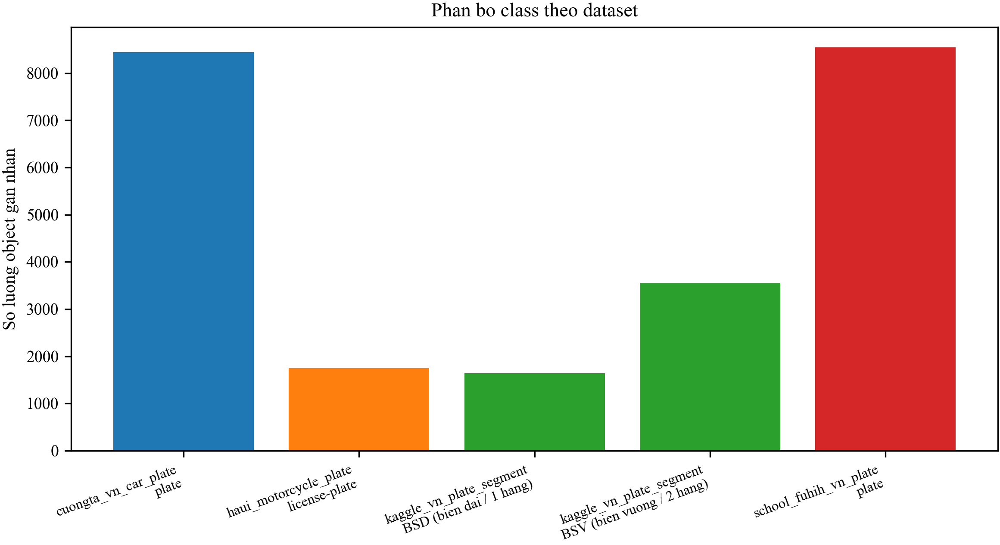 Phan bo class theo dataset
So luong object gan nhan
8000
7000
6000
5000
4000
3000
2000
1000
0
cuongta_vn_car_plate
plate
haui_motorcycle_plate
license-plate
kaggle_vn_plate_segment
BSD (bien dai / 1 hang)
kaggle_vn_plate_segment
BSV (bien vuong / 2 hang)
school_fuhih_vn_plate
plate